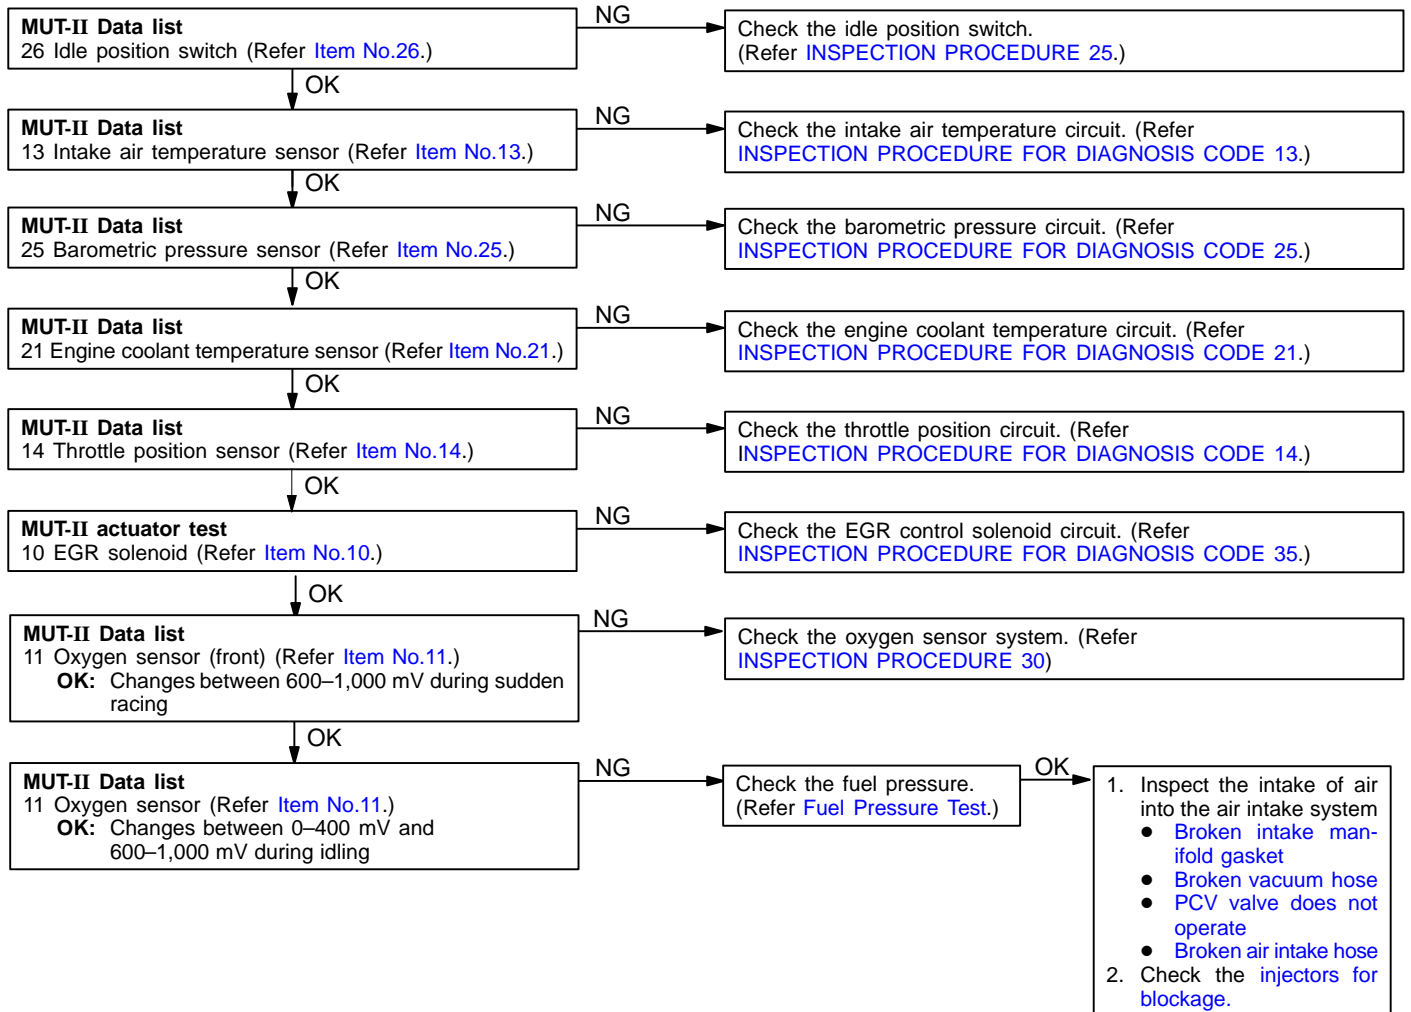 MUT-II Data list
26 Idle position switch (Refer Item No.26.)
NG
Check the idle position switch.
(Refer INSPECTION PROCEDURE 25.)
OK
MUT-II Data list
13 Intake air temperature sensor (Refer Item No.13.)
NG
Check the intake air temperature circuit. (Refer
INSPECTION PROCEDURE FOR DIAGNOSIS CODE 13.)
OK
MUT-II Data list
25 Barometric pressure sensor (Refer Item No.25.)
NG
Check the barometric pressure circuit. (Refer
INSPECTION PROCEDURE FOR DIAGNOSIS CODE 25.)
OK
MUT-II Data list
21 Engine coolant temperature sensor (Refer Item No.21.)
NG
Check the engine coolant temperature circuit. (Refer
INSPECTION PROCEDURE FOR DIAGNOSIS CODE 21.)
OK
MUT-II Data list
14 Throttle position sensor (Refer Item No.14.)
NG
Check the throttle position circuit. (Refer
INSPECTION PROCEDURE FOR DIAGNOSIS CODE 14.)
OK
MUT-II actuator test
10 EGR solenoid (Refer Item No.10.)
NG
Check the EGR control solenoid circuit. (Refer
INSPECTION PROCEDURE FOR DIAGNOSIS CODE 35.)
OK
MUT-II Data list
11 Oxygen sensor (front) (Refer Item No.11.)
OK: Changes between 600–1,000 mV during sudden
racing
NG
Check the oxygen sensor system. (Refer
INSPECTION PROCEDURE 30)
OK
MUT-II Data list
11 Oxygen sensor (Refer Item No.11.)
OK: Changes between 0–400 mV and
600–1,000 mV during idling
NG
Check the fuel pressure.
(Refer Fuel Pressure Test.)
OK
1. Inspect the intake of air
into the air intake system
● Broken intake man-
ifold gasket
● Broken vacuum hose
● PCV valve does not
operate
● Broken air intake hose
2. Check the injectors for
blockage.